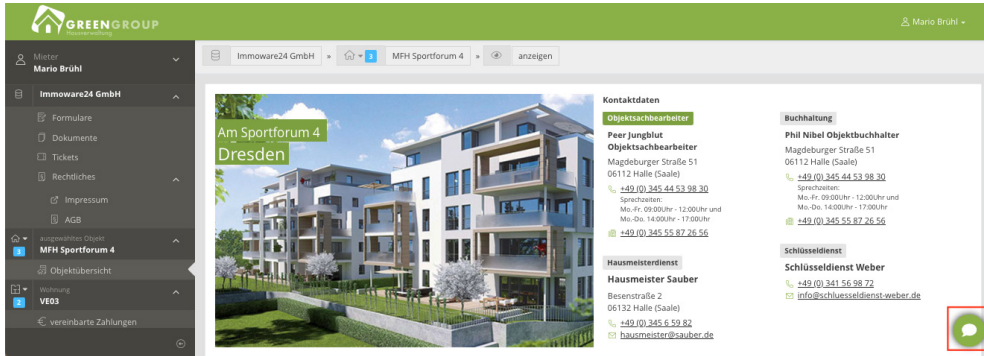 GREENGROUP
Hausverwaltung
Mario Brühl
Mieter
Mario Brühl
Immoware24 GmbH
Formulare
Dokumente
Tickets
Rechtliches
Impressum
AGB
ausgewähltes Objekt
3 MFH Sportforum 4
Objektübersicht
Wohnung
2 VE03
€ vereinbarte Zahlungen
Immoware24 GmbH » 3 MFH Sportforum 4 » anzeigen
Am Sportforum 4
Dresden
Kontaktdaten
Objektsachbearbeiter
Peer Jungblut
Objektsachbearbeiter
Magdeburger Straße 51
06112 Halle (Saale)
+49 (0) 345 44 53 98 30
Sprechzeiten:
Mo.-Fr. 09:00Uhr - 12:00Uhr und
Mo.-Do. 14:00Uhr - 17:00Uhr
+49 (0) 345 55 87 26 56
Hausmeisterdienst
Hausmeister Sauber
Besenstraße 2
06132 Halle (Saale)
+49 (0) 345 6 59 82
hausmeister@sauber.de
Buchhaltung
Phil Nibel Objektbuchhalter
Magdeburger Straße 51
06112 Halle (Saale)
+49 (0) 345 44 53 98 30
Sprechzeiten:
Mo.-Fr. 09:00Uhr - 12:00Uhr und
Mo.-Do. 14:00Uhr - 17:00Uhr
+49 (0) 345 55 87 26 56
Schlüsseldienst
Schlüsseldienst Weber
+49 (0) 341 56 98 72
info@schluesseldienst-weber.de